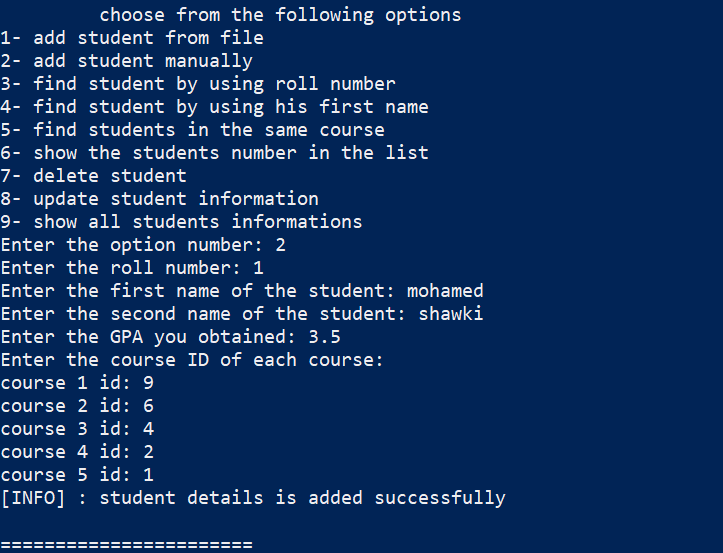 choose from the following options
1- add student from file
2- add student manually
3- find student by using roll number
4- find student by using his first name
5- find students in the same course
6- show the students number in the list
7- delete student
8- update student information
9- show all students informations
Enter the option number: 2
Enter the roll number: 1
Enter the first name of the student: mohamed
Enter the second name of the student: shawki
Enter the GPA you obtained: 3.5
Enter the course ID of each course:
course 1 id: 9
course 2 id: 6
course 3 id: 4
course 4 id: 2
course 5 id: 1
[INFO] : student details is added successfully
=======================